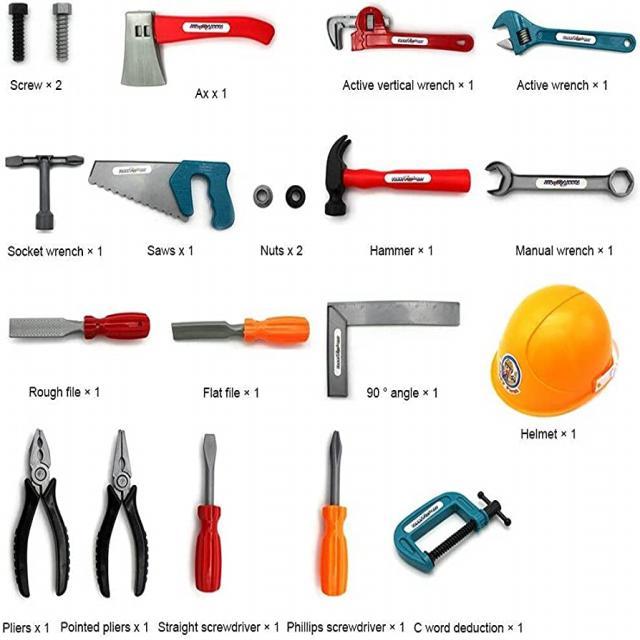 Screw × 2
Ax x 1
Active vertical wrench × 1
Active wrench × 1
Socket wrench × 1
Saws x 1
Nuts x 2
Hammer × 1
Manual wrench × 1
Rough file × 1
Flat file × 1
90 ° angle × 1
Helmet × 1
Pliers x 1
Pointed pliers x 1
Straight screwdriver × 1
Phillips screwdriver × 1
C word deduction × 1